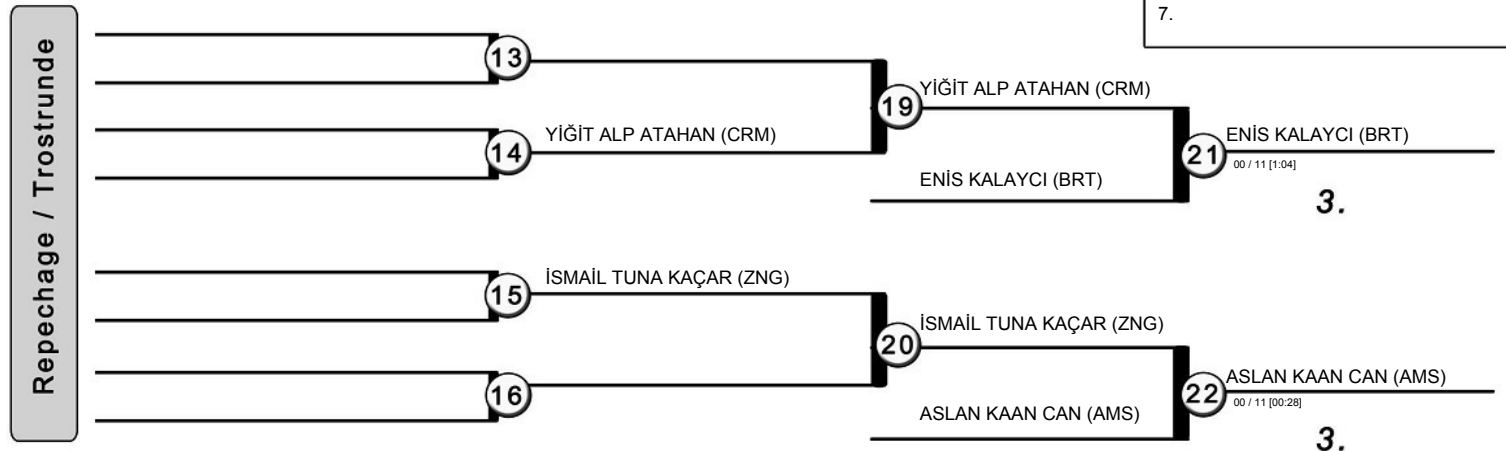 7.
Repechage / Trostrunde
13
19
YİĞİT ALP ATAHAN (CRM)
14
YİĞİT ALP ATAHAN (CRM)
21
ENİS KALAYCI (BRT)
00 / 11 [1:04]
ENİS KALAYCI (BRT)
3.
15
İSMAİL TUNA KAÇAR (ZNG)
20
İSMAİL TUNA KAÇAR (ZNG)
16
22
ASLAN KAAN CAN (AMS)
00 / 11 [00:28]
ASLAN KAAN CAN (AMS)
3.